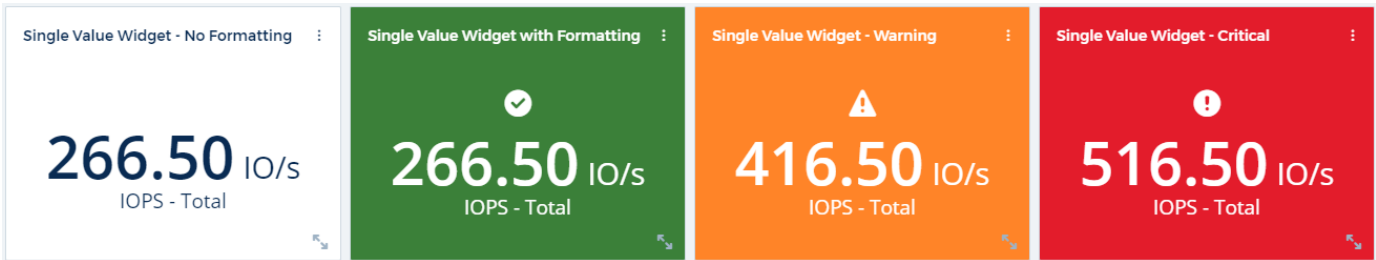 Single Value Widget - No Formatting
266.50 IO/s
IOPS - Total
Single Value Widget with Formatting
266.50 IO/s
IOPS - Total
Single Value Widget - Warning
416.50 IO/s
IOPS - Total
Single Value Widget - Critical
516.50 IO/s
IOPS - Total